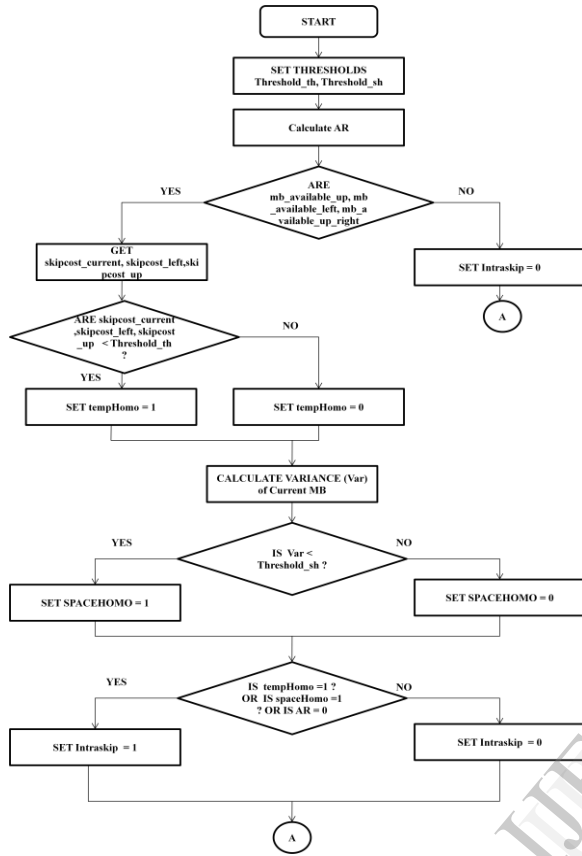 START
SET THRESHOLDS
Threshold_th, Threshold_sh
Calculate AR
ARE
mb_available_up, mb
_available_left, mb_a
vailable_up_right
YES
NO
GET
skipcost_current, skipcost_left,ski
pcost_up
SET Intraskip = 0
A
ARE skipcost_current
,skipcost_left, skipcost
_up < Threshold_th
?
NO
YES
SET tempHomo = 1
SET tempHomo = 0
CALCULATE VARIANCE (Var)
of Current MB
YES
NO
IS Var <
Threshold_sh ?
SET SPACEHOMO = 1
SET SPACEHOMO = 0
YES
NO
IS tempHomo =1 ?
OR IS spaceHomo =1
? OR IS AR = 0
SET Intraskip = 1
SET Intraskip = 0
A